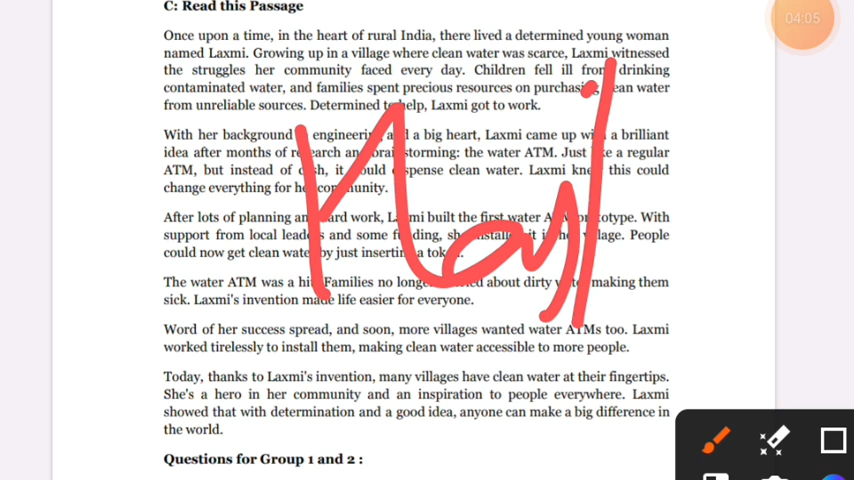 04:05
C: Read this Passage
Once upon a time, in the heart of rural India, there lived a determined young woman
named Laxmi. Growing up in a village where clean water was scarce, Laxmi witnessed
the struggles her community faced every day. Children fell ill from drinking
contaminated water, and families spent precious resources on purchasing clean water
from unreliable sources. Determined to help, Laxmi got to work.
With her background in engineering and a big heart, Laxmi came up with a brilliant
idea after months of research and brainstorming: the water ATM. Just like a regular
ATM, but instead of cash, it would dispense clean water. Laxmi knew this could
change everything for her community.
After lots of planning and hard work, Laxmi built the first water ATM prototype. With
support from local leaders and some funding, she installed it in her village. People
could now get clean water by just inserting a token.
The water ATM was a hit. Families no longer worried about dirty water making them
sick. Laxmi's invention made life easier for everyone.
Word of her success spread, and soon, more villages wanted water ATMs too. Laxmi
worked tirelessly to install them, making clean water accessible to more people.
Today, thanks to Laxmi's invention, many villages have clean water at their fingertips.
She's a hero in her community and an inspiration to people everywhere. Laxmi
showed that with determination and a good idea, anyone can make a big difference in
the world.
Questions for Group 1 and 2 :